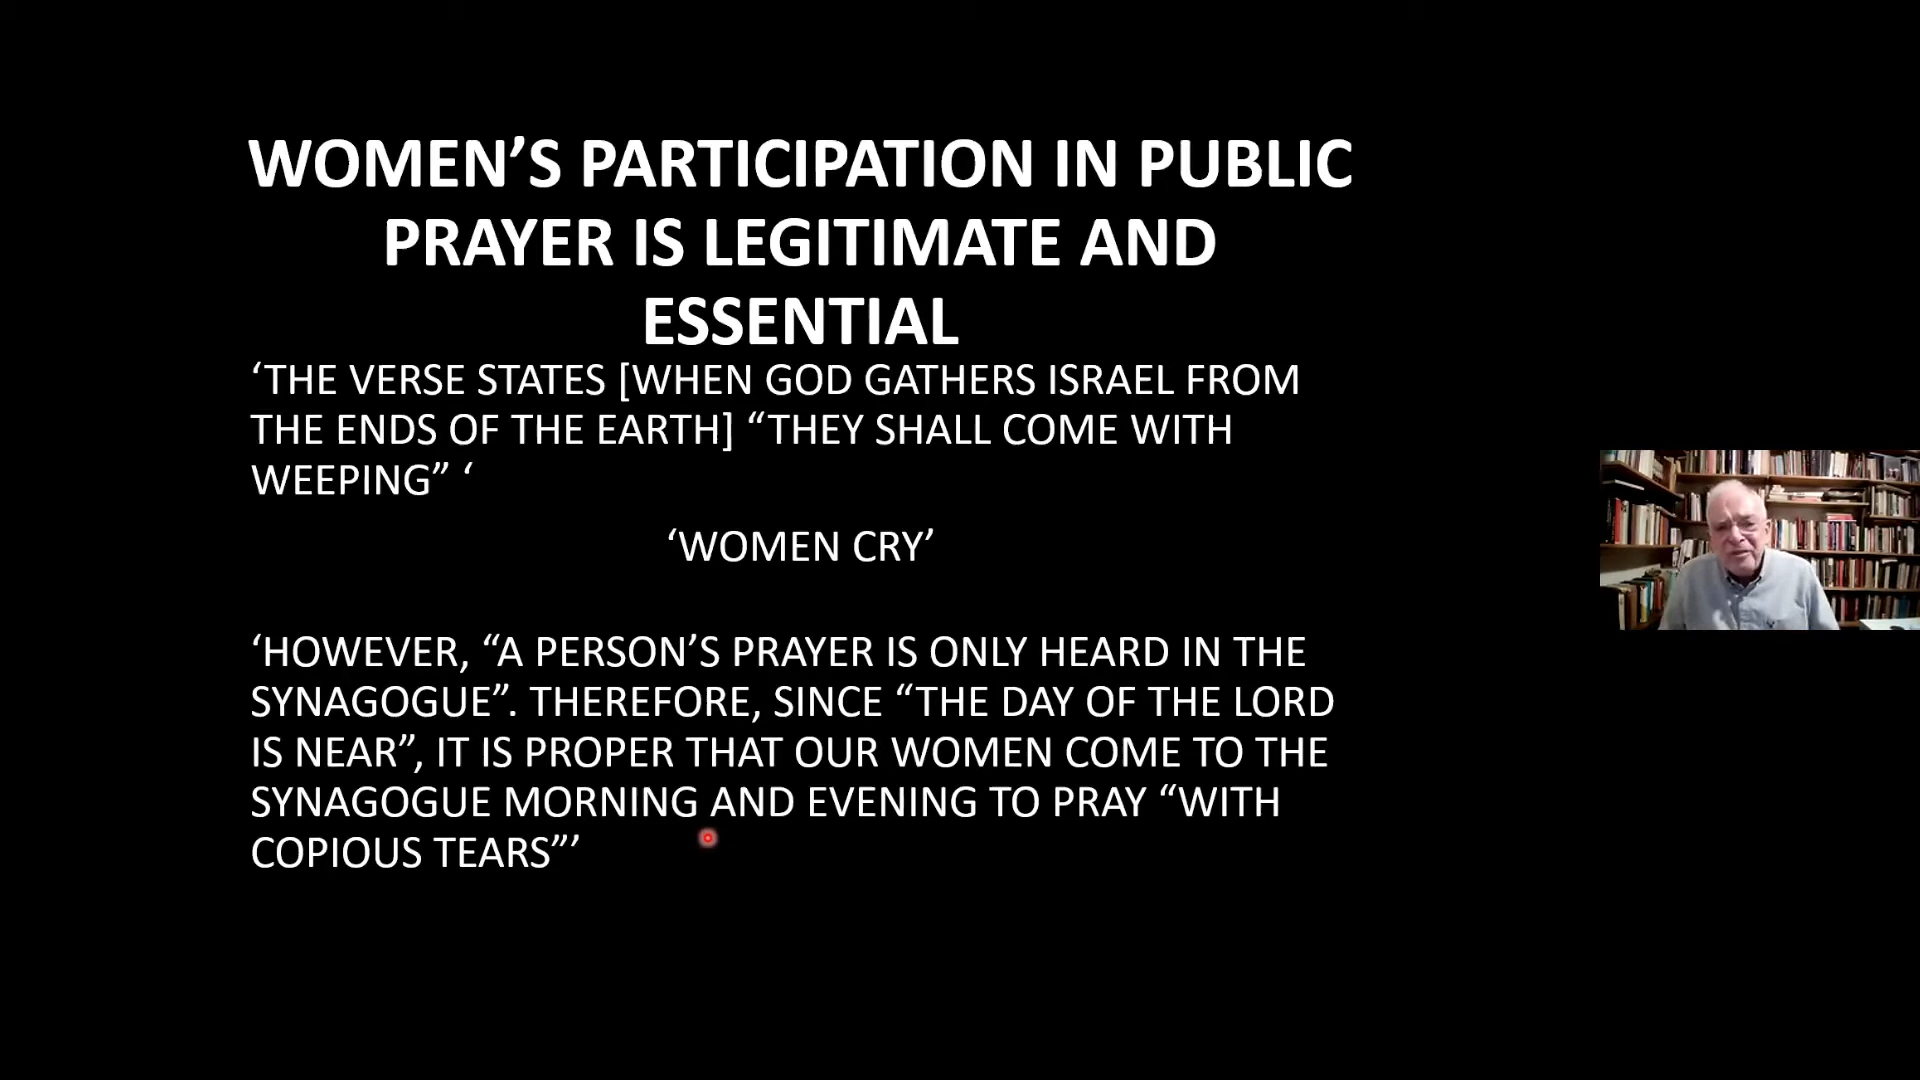 WOMEN’S PARTICIPATION IN PUBLIC
PRAYER IS LEGITIMATE AND
ESSENTIAL
‘THE VERSE STATES [WHEN GOD GATHERS ISRAEL FROM
THE ENDS OF THE EARTH] “THEY SHALL COME WITH
WEEPING” ‘
‘WOMEN CRY’
‘HOWEVER, “A PERSON’S PRAYER IS ONLY HEARD IN THE
SYNAGOGUE”. THEREFORE, SINCE “THE DAY OF THE LORD
IS NEAR”, IT IS PROPER THAT OUR WOMEN COME TO THE
SYNAGOGUE MORNING AND EVENING TO PRAY “WITH
COPIOUS TEARS”’